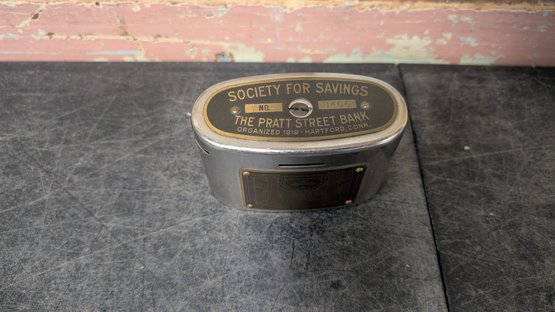 SOCIETY FOR SAVINGS
NO.
THE PRATT STREET BANK
ORGANIZED 1819 - HARTFORD, CONN.